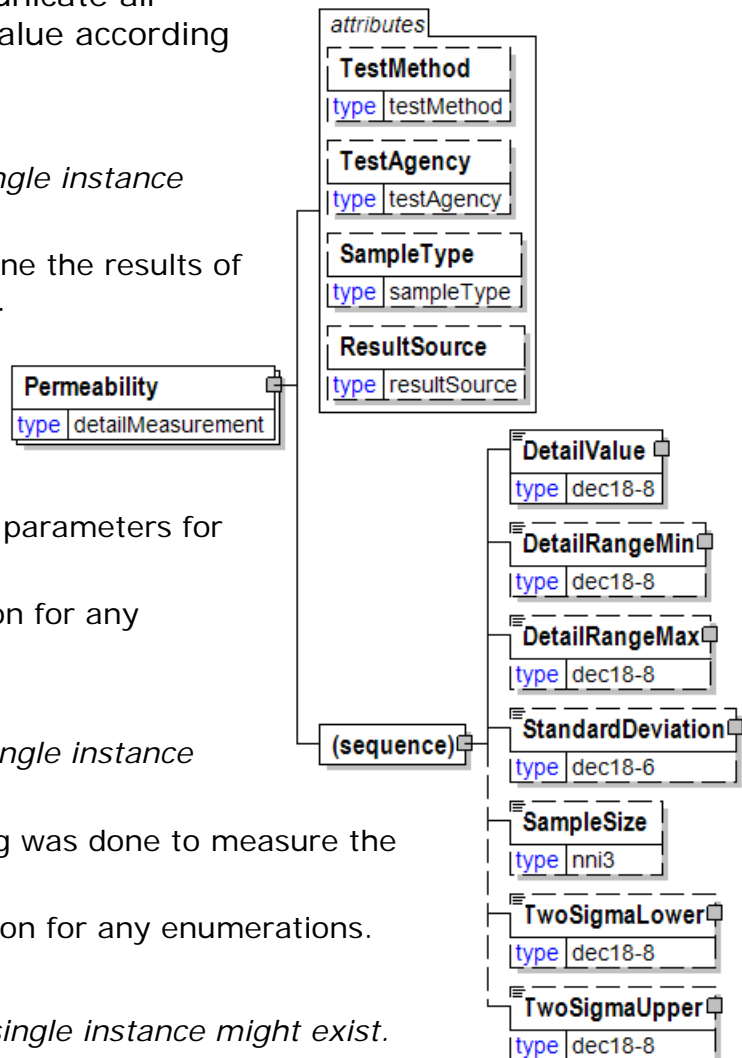 unicate all
alue according
ngle instance
ne the results of
.
parameters for
on for any
ngle instance
g was done to measure the
on for any enumerations.
single instance might exist.
attributes
TestMethod
type testMethod
TestAgency
type testAgency
SampleType
type sampleType
ResultSource
type resultSource
Permeability
type detailMeasurement
(sequence)
DetailValue
type dec18-8
DetailRangeMin
type dec18-8
DetailRangeMax
type dec18-8
StandardDeviation
type dec18-6
SampleSize
type nni3
TwoSigmaLower
type dec18-8
TwoSigmaUpper
type dec18-8